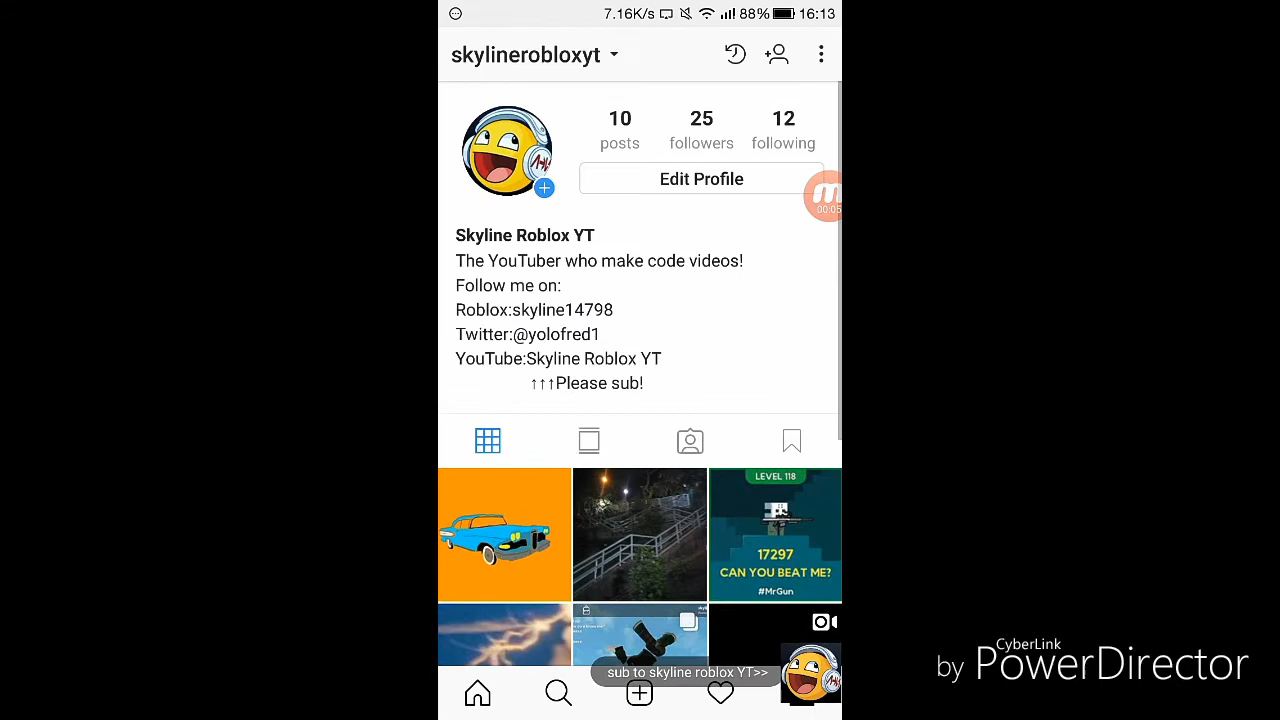 7.16K/s 88% 16:13
skylinerobloxyt
10 25 12
posts followers following
Edit Profile
00:05
Skyline Roblox YT
The YouTuber who make code videos!
Follow me on:
Roblox:skyline14798
Twitter:@yolofred1
YouTube:Skyline Roblox YT
↑↑↑Please sub!
LEVEL 118
17297
CAN YOU BEAT ME?
#MrGun
sub to skyline roblox YT>>
CyberLink
by PowerDirector